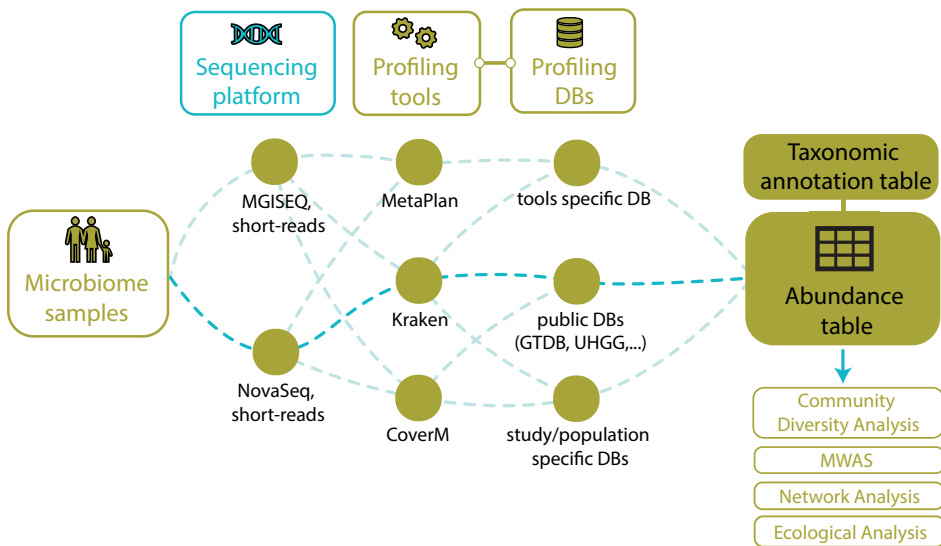 Sequencing
platform
Profiling
tools
Profiling
DBs
Microbiome
samples
MGISEQ,
short-reads
NovaSeq,
short-reads
MetaPlan
Kraken
CoverM
tools specific DB
public DBs
(GTDB, UHGG,...)
study/population
specific DBs
Taxonomic
annotation table
Abundance
table
Community
Diversity Analysis
MWAS
Network Analysis
Ecological Analysis